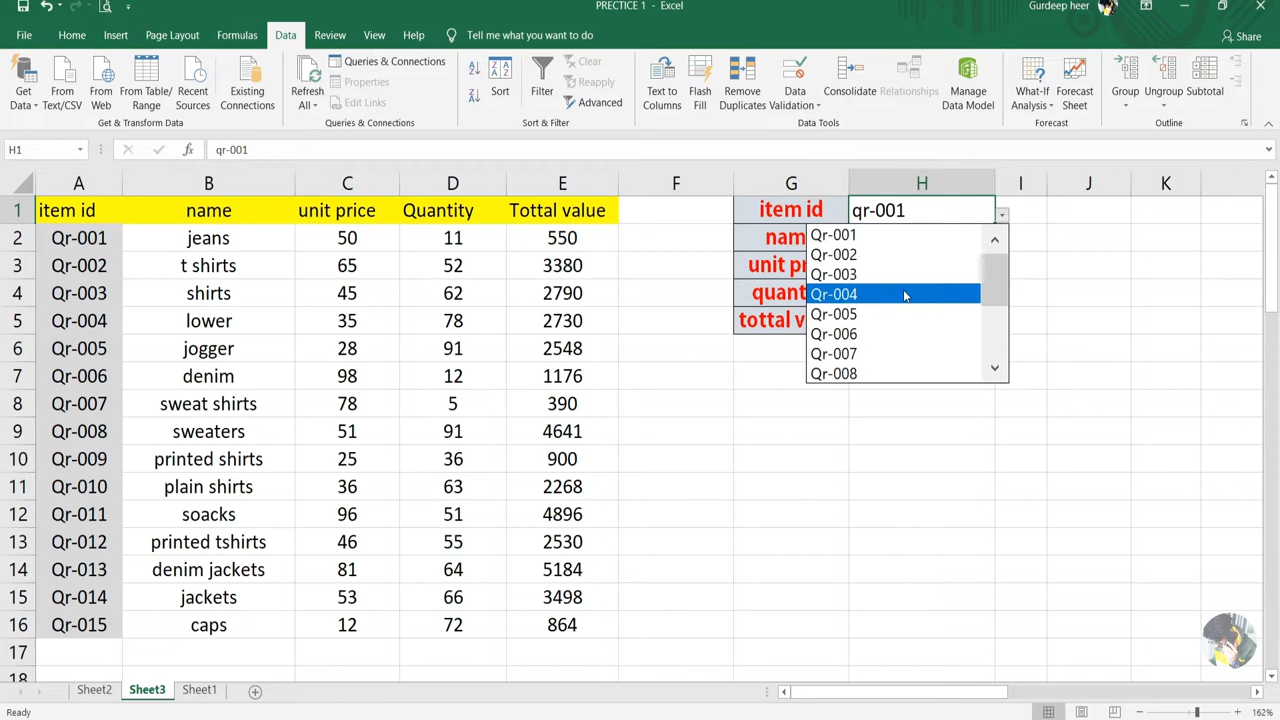 PRECTICE 1 - Excel
Gurdeep heer
File Home Insert Page Layout Formulas Data Review View Help Tell me what you want to do Share
Get Data From Text/CSV From Web From Table/Range Recent Sources Existing Connections
Get & Transform Data
Refresh All Queries & Connections Properties Edit Links
Queries & Connections
Sort Filter Clear Reapply Advanced
Sort & Filter
Text to Columns Flash Fill Remove Duplicates Data Validation Consolidate Relationships Manage Data Model
Data Tools
What-If Analysis Forecast Sheet
Forecast
Group Ungroup Subtotal
Outline
H1 fx qr-001
A B C D E F G H I J K
1 item id name unit price Quantity Tottal value item id qr-001
2 Qr-001 jeans 50 11 550 nam
3 Qr-002 t shirts 65 52 3380 unit pr
4 Qr-003 shirts 45 62 2790 quant
5 Qr-004 lower 35 78 2730 tottal v
6 Qr-005 jogger 28 91 2548
7 Qr-006 denim 98 12 1176
8 Qr-007 sweat shirts 78 5 390
9 Qr-008 sweaters 51 91 4641
10 Qr-009 printed shirts 25 36 900
11 Qr-010 plain shirts 36 63 2268
12 Qr-011 soacks 96 51 4896
13 Qr-012 printed tshirts 46 55 2530
14 Qr-013 denim jackets 81 64 5184
15 Qr-014 jackets 53 66 3498
16 Qr-015 caps 12 72 864
17
18
Qr-001
Qr-002
Qr-003
Qr-004
Qr-005
Qr-006
Qr-007
Qr-008
Sheet2 Sheet3 Sheet1
Ready 162%